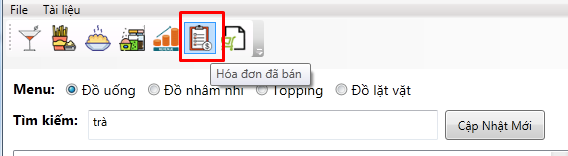 File Tài liệu
Hóa đơn đã bán
Menu: Đồ uống Đồ nhâm nhi Topping Đồ lặt vặt
Tìm kiếm: trà Cập Nhật Mới